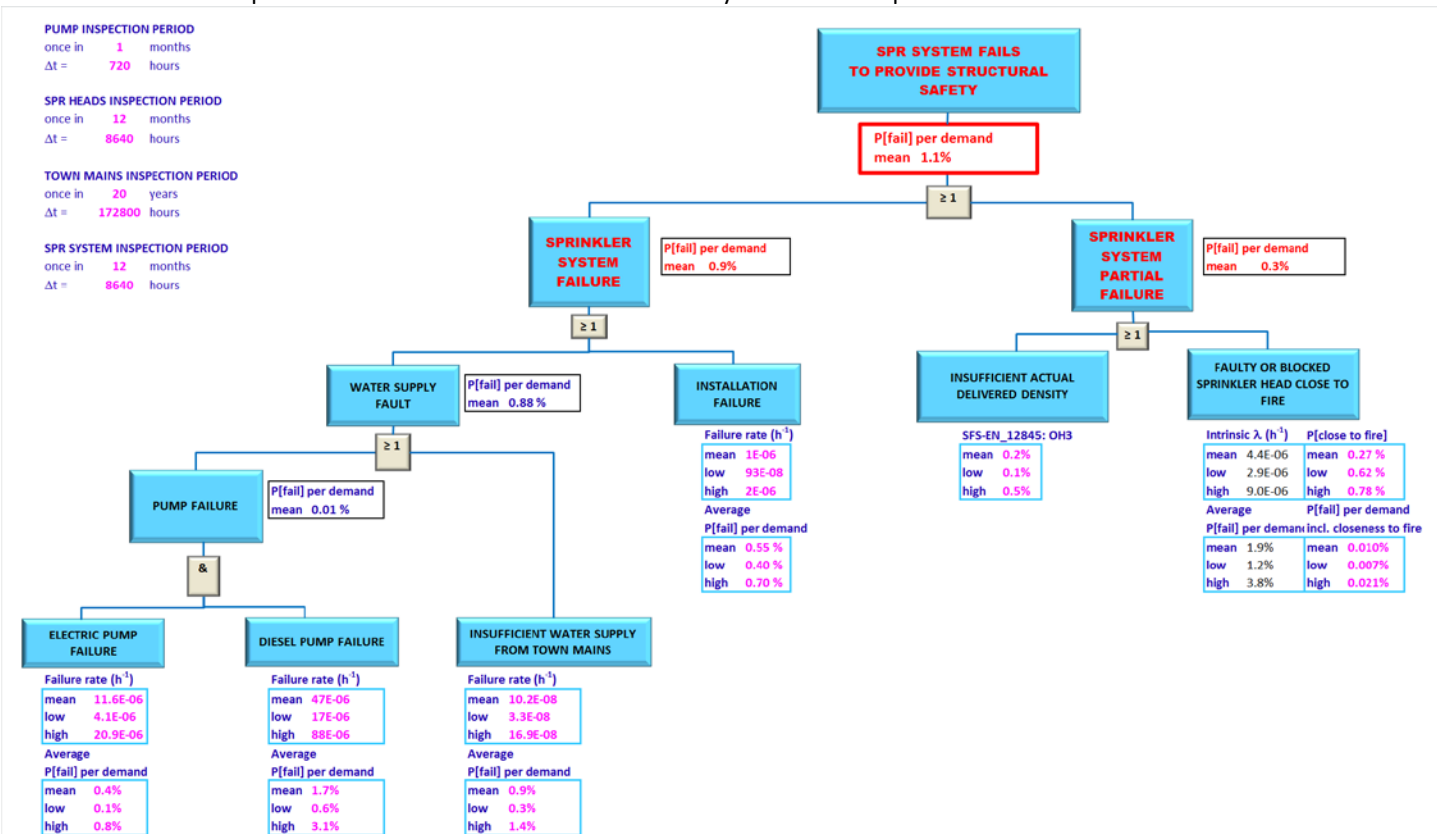 PUMP INSPECTION PERIOD
once in 1 months
Δt = 720 hours
SPR HEADS INSPECTION PERIOD
once in 12 months
Δt = 8640 hours
TOWN MAINS INSPECTION PERIOD
once in 20 years
Δt = 172800 hours
SPR SYSTEM INSPECTION PERIOD
once in 12 months
Δt = 8640 hours
SPR SYSTEM FAILS
TO PROVIDE STRUCTURAL
SAFETY
P[fail] per demand
mean 1.1%
≥ 1
SPRINKLER
SYSTEM
FAILURE
P[fail] per demand
mean 0.9%
≥ 1
SPRINKLER
SYSTEM
PARTIAL
FAILURE
P[fail] per demand
mean 0.3%
≥ 1
WATER SUPPLY
FAULT
P[fail] per demand
mean 0.88 %
≥ 1
INSTALLATION
FAILURE
Failure rate (h⁻¹)
mean 1E-06
low 93E-08
high 2E-06
Average
P[fail] per demand
mean 0.55 %
low 0.40 %
high 0.70 %
INSUFFICIENT ACTUAL
DELIVERED DENSITY
SFS-EN_12845: OH3
mean 0.2%
low 0.1%
high 0.5%
FAULTY OR BLOCKED
SPRINKLER HEAD CLOSE TO
FIRE
Intrinsic λ (h⁻¹) P[close to fire]
mean 4.4E-06 mean 0.27 %
low 2.9E-06 low 0.62 %
high 9.0E-06 high 0.78 %
Average P[fail] per demand
P[fail] per deman incl. closeness to fire
mean 1.9% mean 0.010%
low 1.2% low 0.007%
high 3.8% high 0.021%
PUMP FAILURE
P[fail] per demand
mean 0.01 %
&
ELECTRIC PUMP
FAILURE
Failure rate (h⁻¹)
mean 11.6E-06
low 4.1E-06
high 20.9E-06
Average
P[fail] per demand
mean 0.4%
low 0.1%
high 0.8%
DIESEL PUMP FAILURE
Failure rate (h⁻¹)
mean 47E-06
low 17E-06
high 88E-06
Average
P[fail] per demand
mean 1.7%
low 0.6%
high 3.1%
INSUFFICIENT WATER SUPPLY
FROM TOWN MAINS
Failure rate (h⁻¹)
mean 10.2E-08
low 3.3E-08
high 16.9E-08
Average
P[fail] per demand
mean 0.9%
low 0.3%
high 1.4%